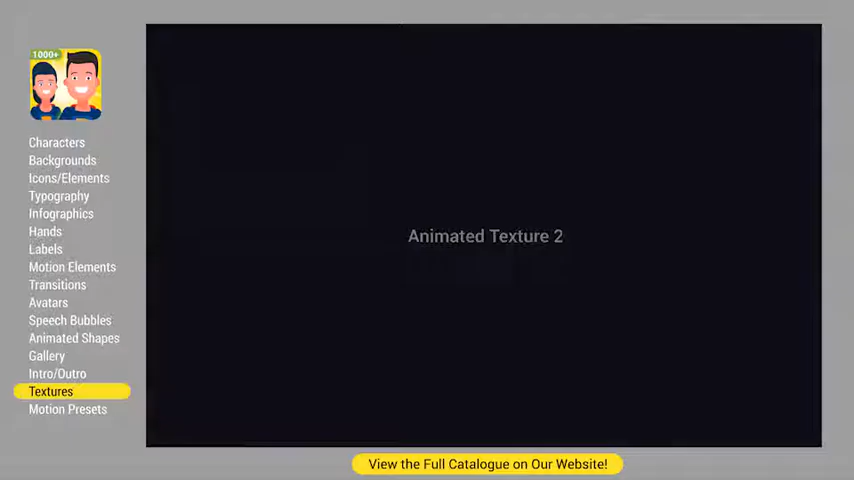 1000+
Characters
Backgrounds
Icons/Elements
Typography
Infographics
Hands
Labels
Motion Elements
Transitions
Avatars
Speech Bubbles
Animated Shapes
Gallery
Intro/Outro
Textures
Motion Presets
Animated Texture 2
View the Full Catalogue on Our Website!